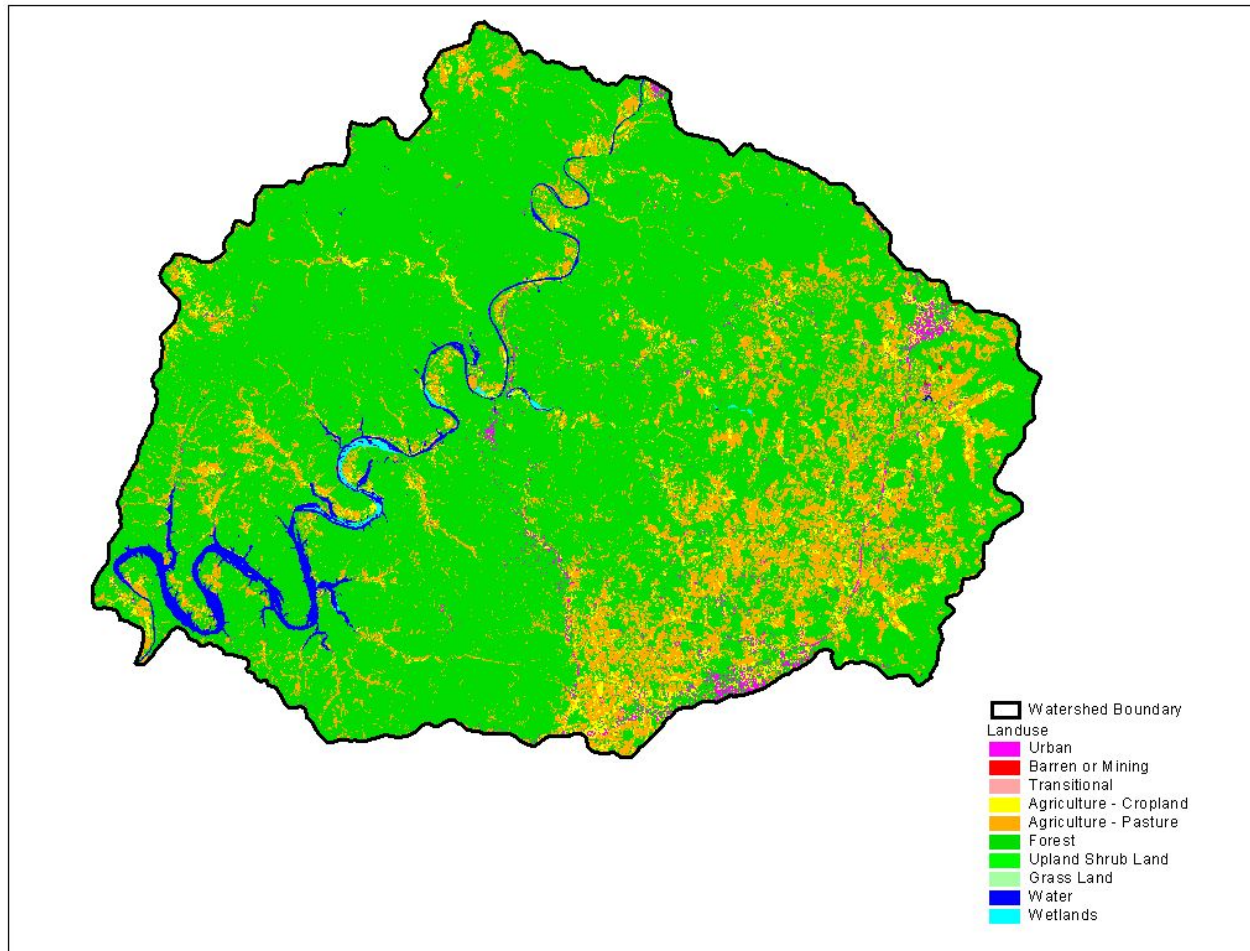 Watershed Boundary
Landuse
Urban
Barren or Mining
Transitional
Agriculture - Cropland
Agriculture - Pasture
Forest
Upland Shrub Land
Grass Land
Water
Wetlands